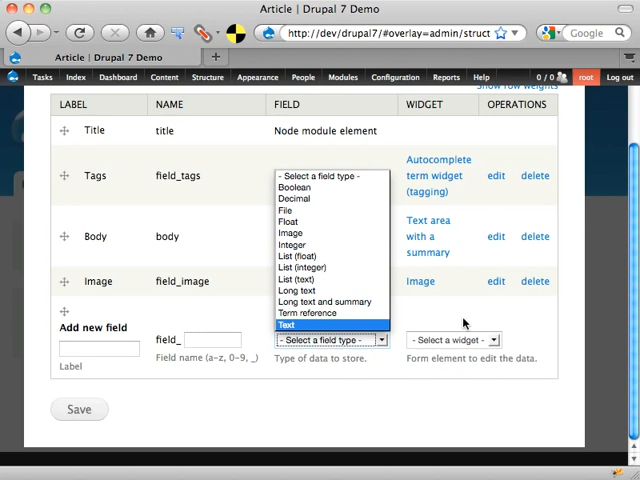 Article | Drupal 7 Demo
http://dev/drupal7/#overlay=admin/struct
Google
Article | Drupal 7 Demo
Tasks Index Dashboard Content Structure Appearance People Modules Configuration Reports Help 0 / 0 root Log out
Show row weights
LABEL NAME FIELD WIDGET OPERATIONS
Title title Node module element
Tags field_tags Autocomplete term widget (tagging) edit delete
Body body Text area with a summary edit delete
Image field_image Image edit delete
- Select a field type -
Boolean
Decimal
File
Float
Image
Integer
List (float)
List (integer)
List (text)
Long text
Long text and summary
Term reference
Text
Add new field
field_ - Select a field type - - Select a widget -
Label Field name (a-z, 0-9, _) Type of data to store. Form element to edit the data.
Save